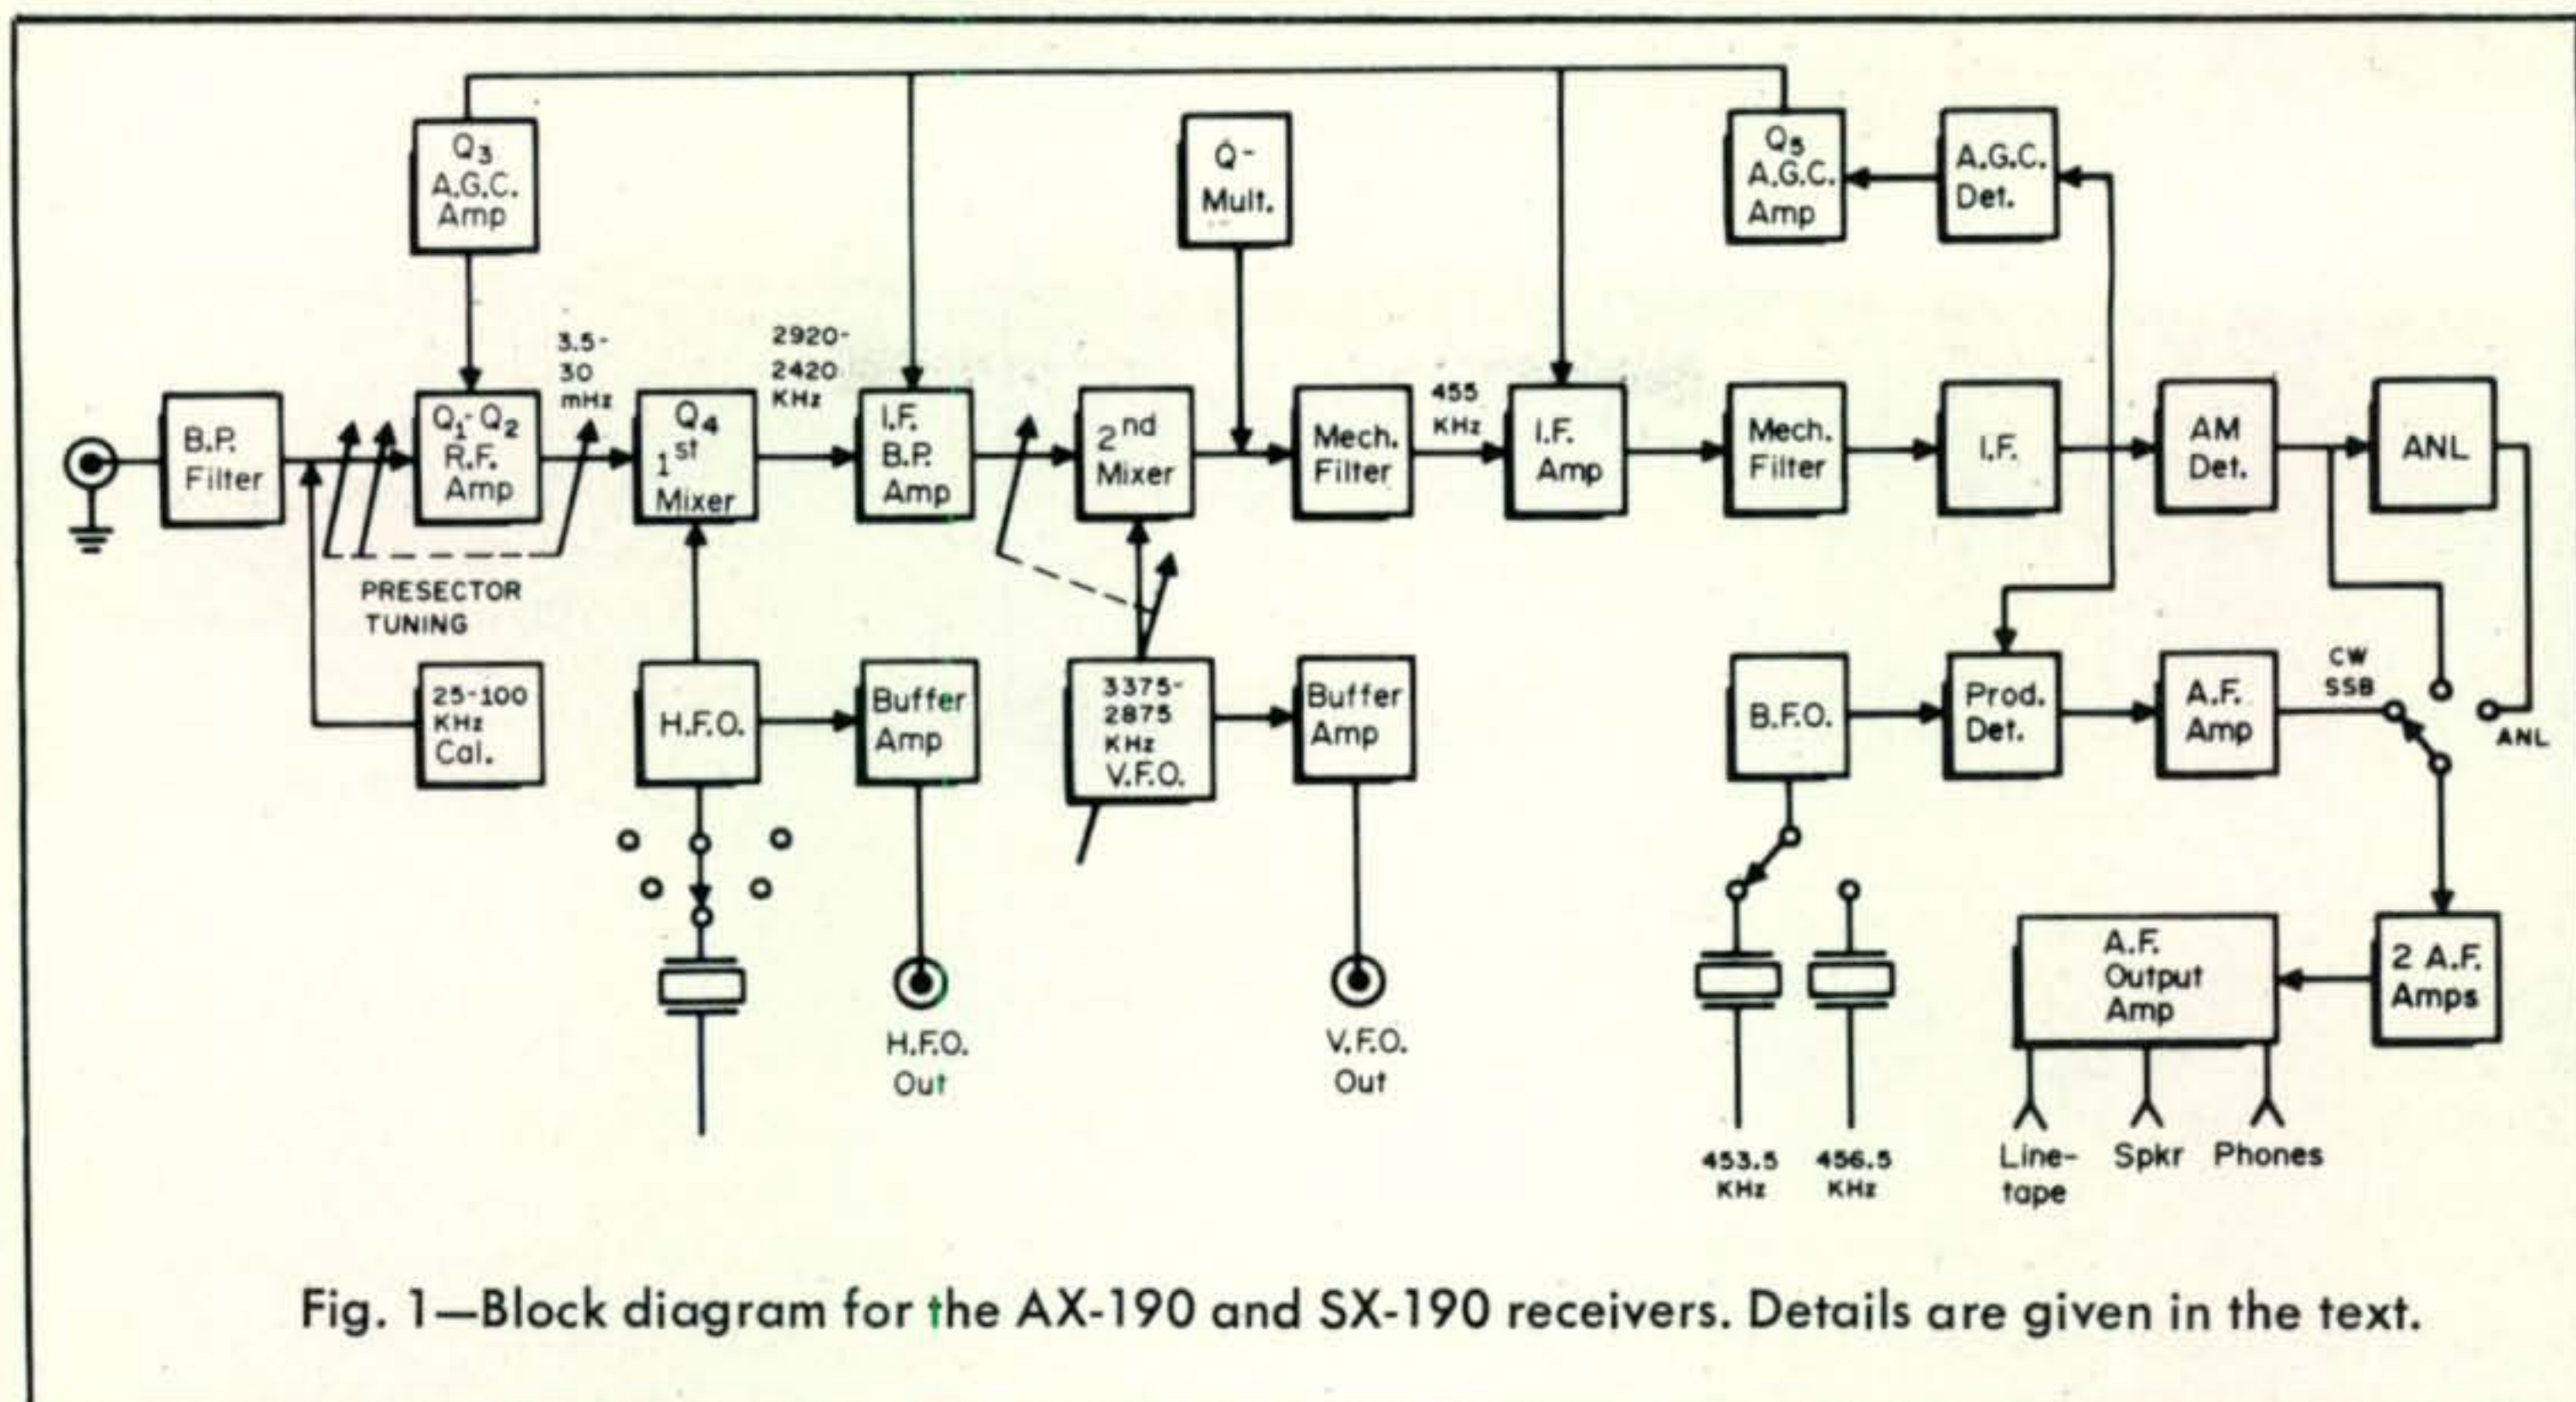 Q3
A.G.C.
Amp
Q-
Mult.
Q5
A.G.C.
Amp
A.G.C.
Det.
B.P.
Filter
Q1-Q2
R.F.
Amp
3.5-
30
mHz
Q4
1st
Mixer
2920-
2420
KHz
I.F.
B.P.
Amp
2nd
Mixer
Mech.
Filter
455
KHz
I.F.
Amp
Mech.
Filter
I.F.
AM
Det.
ANL
PRESECTOR
TUNING
25-100
KHz
Cal.
H.F.O.
Buffer
Amp
3375-
2875
KHz
V.F.O.
Buffer
Amp
B.F.O.
Prod.
Det.
A.F.
Amp
CW
SSB
ANL
H.F.O.
Out
V.F.O.
Out
453.5
KHz
456.5
KHz
A.F.
Output
Amp
2 A.F.
Amps
Line-
tape
Spkr
Phones
Fig. 1—Block diagram for the AX-190 and SX-190 receivers. Details are given in the text.